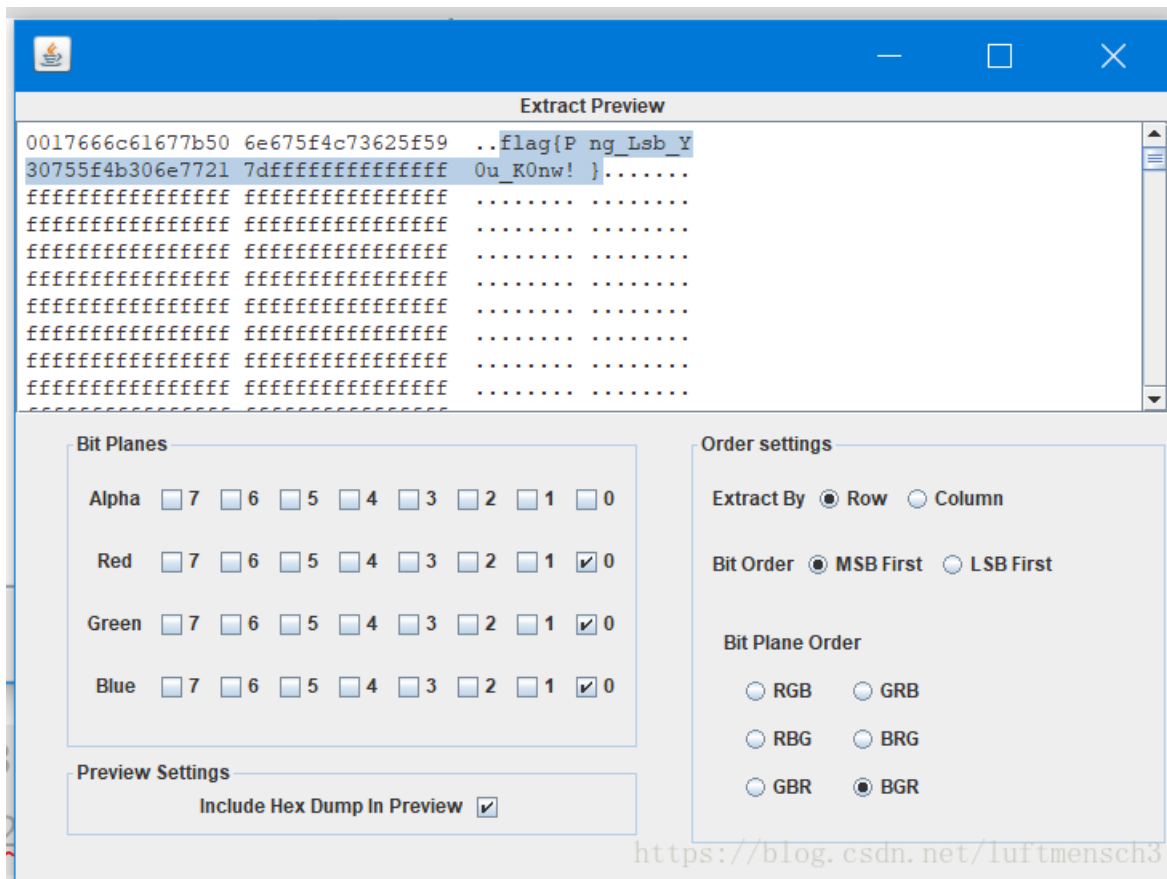 Extract Preview
0017666c61677b50 6e675f4c73625f59 ..flag{P ng_Lsb_Y
30755f4b306e7721 7dffffffffffffff 0u_K0nw! }.......
ffffffffffffffff ffffffffffffffff ........ ........
ffffffffffffffff ffffffffffffffff ........ ........
ffffffffffffffff ffffffffffffffff ........ ........
ffffffffffffffff ffffffffffffffff ........ ........
ffffffffffffffff ffffffffffffffff ........ ........
ffffffffffffffff ffffffffffffffff ........ ........
ffffffffffffffff ffffffffffffffff ........ ........
ffffffffffffffff ffffffffffffffff ........ ........
Bit Planes
Alpha 7 6 5 4 3 2 1 0
Red 7 6 5 4 3 2 1 0
Green 7 6 5 4 3 2 1 0
Blue 7 6 5 4 3 2 1 0
Preview Settings
Include Hex Dump In Preview
Order settings
Extract By Row Column
Bit Order MSB First LSB First
Bit Plane Order
RGB GRB
RBG BRG
GBR BGR
https://blog.csdn.net/luftmensch3